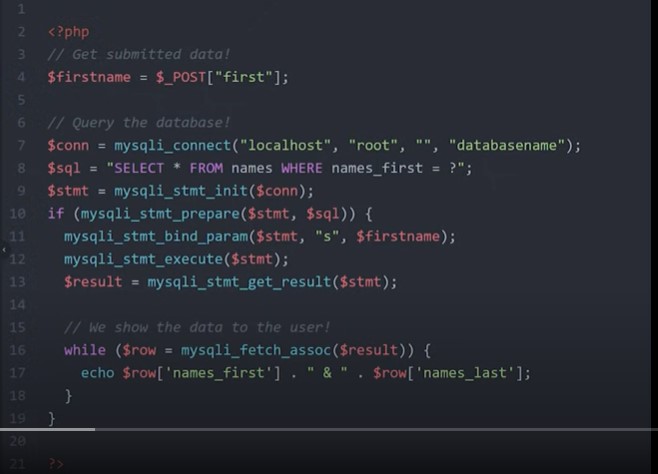 1
2 <?php
3 // Get submitted data!
4 $firstname = $_POST["first"];
5
6 // Query the database!
7 $conn = mysqli_connect("localhost", "root", "", "databasename");
8 $sql = "SELECT * FROM names WHERE names_first = ?";
9 $stmt = mysqli_stmt_init($conn);
10 if (mysqli_stmt_prepare($stmt, $sql)) {
11 mysqli_stmt_bind_param($stmt, "s", $firstname);
12 mysqli_stmt_execute($stmt);
13 $result = mysqli_stmt_get_result($stmt);
14
15 // We show the data to the user!
16 while ($row = mysqli_fetch_assoc($result)) {
17 echo $row['names_first'] . " & " . $row['names_last'];
18 }
19 }
20
21 ?>